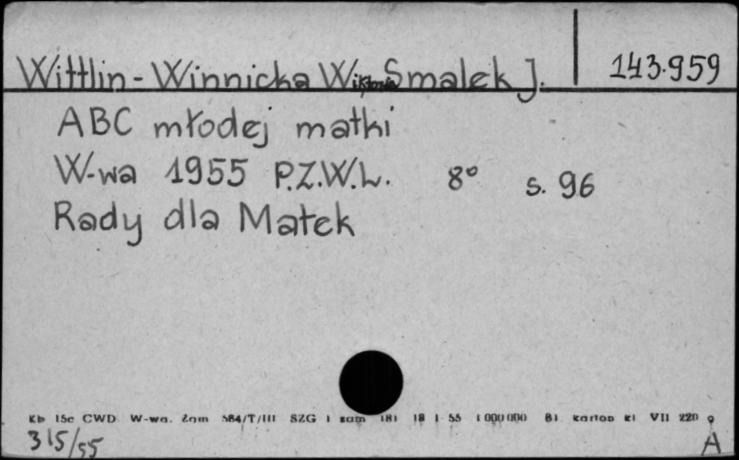 Wittlin-Winnicka Wiktoria Smalek J. 143.959
ABC młodej matki
W-wa 1955 P.Z.W.L. 8° s. 96
Rady dla Matek
Kb 15c CWD W-wa. Zam 584/T/III SZG 1 zam 181 18 1 55 1 000 000 Bi karton kl VII 220 g
315/55 A